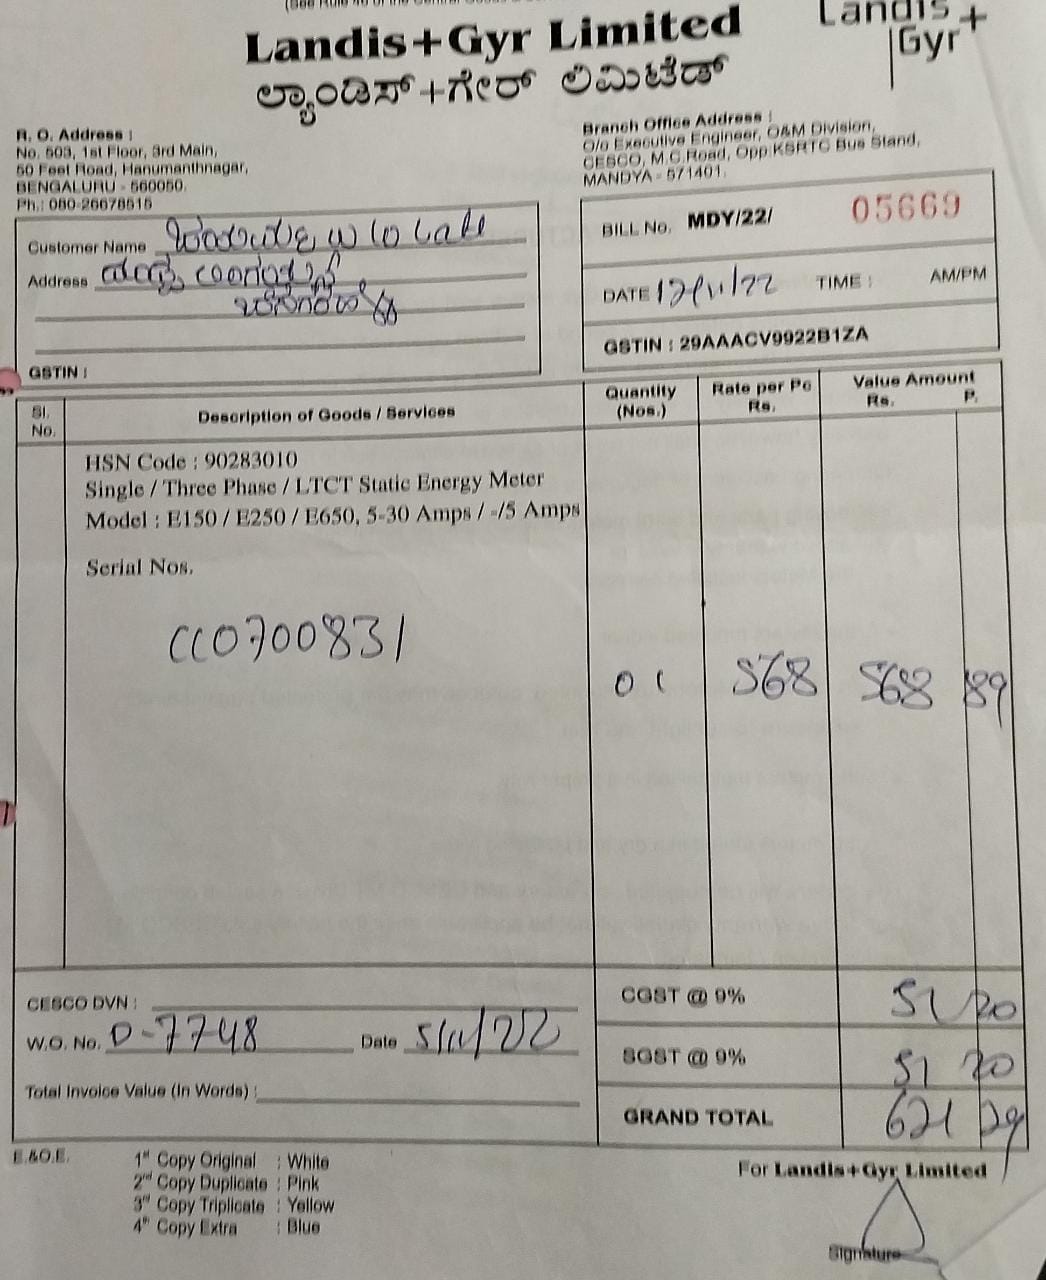 Landis+Gyr Limited
ಲ್ಯಾಂಡಿಸ್+ಗೇರ್ ಲಿಮಿಟೆಡ್
Landis+
Gyr
R. O. Address :
No. 503, 1st Floor, 3rd Main,
50 Feet Road, Hanumanthnagar,
BENGALURU - 560050.
Ph.: 080-26678515
Branch Office Address :
O/o Executive Engineer, O&M Division,
CESCO, M.C.Road, Opp:KSRTC Bus Stand,
MANDYA - 571401.
Customer Name W/o Late
Address
GSTIN :
BILL No. MDY/22/ 05669
DATE 12/11/22 TIME : AM/PM
GSTIN : 29AAACV9922B1ZA
Sl. No. Description of Goods / Services Quantity (Nos.) Rate per Pc Rs. Value Amount Rs. P.
HSN Code : 90283010
Single / Three Phase / LTCT Static Energy Meter
Model : E150 / E250 / E650, 5-30 Amps / -/5 Amps
Serial Nos.
CC0700831
01 568 568 89
CESCO DVN :
W.O. No. D-7748 Date 5/11/22
Total Invoice Value (In Words) :
CGST @ 9% 51 20
SGST @ 9% 51 20
GRAND TOTAL 671 29
E.&O.E.
1st Copy Original : White
2nd Copy Duplicate : Pink
3rd Copy Triplicate : Yellow
4th Copy Extra : Blue
For Landis+Gyr Limited
Signature